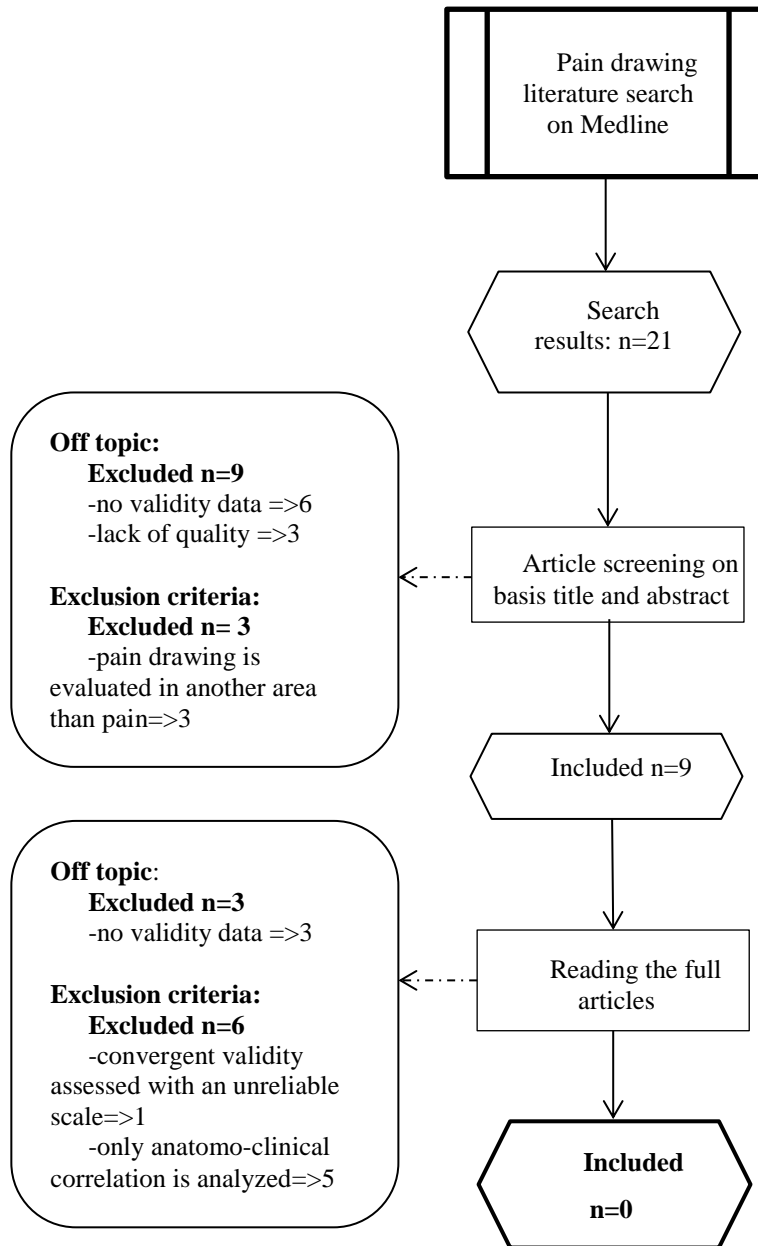 Pain drawing
literature search
on Medline
Search
results: n=21
Off topic:
Excluded n=9
-no validity data =>6
-lack of quality =>3
Exclusion criteria:
Excluded n= 3
-pain drawing is
evaluated in another area
than pain=>3
Article screening on
basis title and abstract
Included n=9
Off topic:
Excluded n=3
-no validity data =>3
Exclusion criteria:
Excluded n=6
-convergent validity
assessed with an unreliable
scale=>1
-only anatomo-clinical
correlation is analyzed=>5
Reading the full
articles
Included
n=0